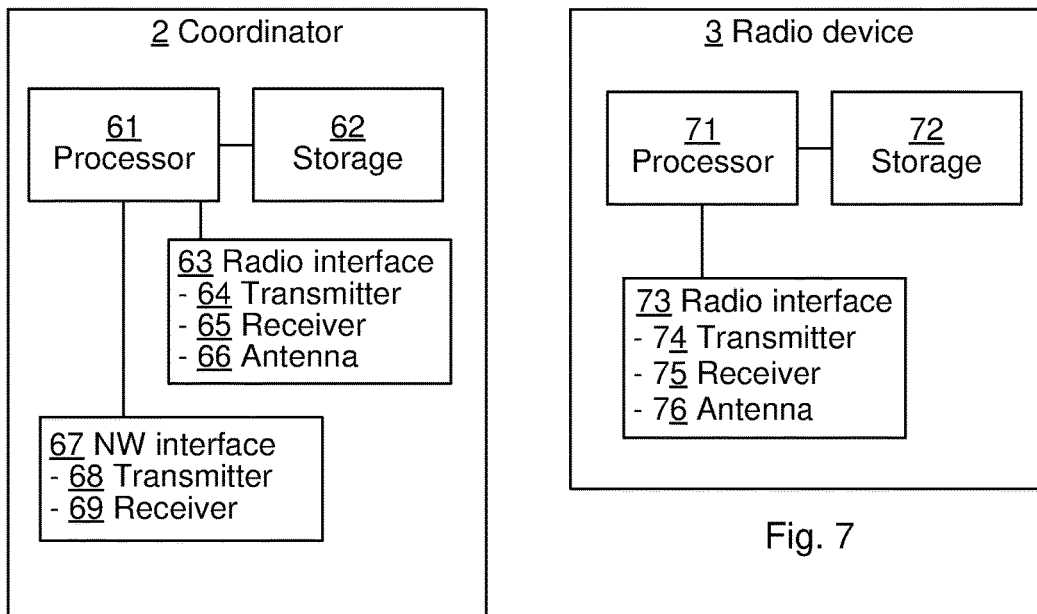 2 Coordinator
61
Processor
62
Storage
63 Radio interface
- 64 Transmitter
- 65 Receiver
- 66 Antenna
67 NW interface
- 68 Transmitter
- 69 Receiver
3 Radio device
71
Processor
72
Storage
73 Radio interface
- 74 Transmitter
- 75 Receiver
- 76 Antenna
Fig. 7